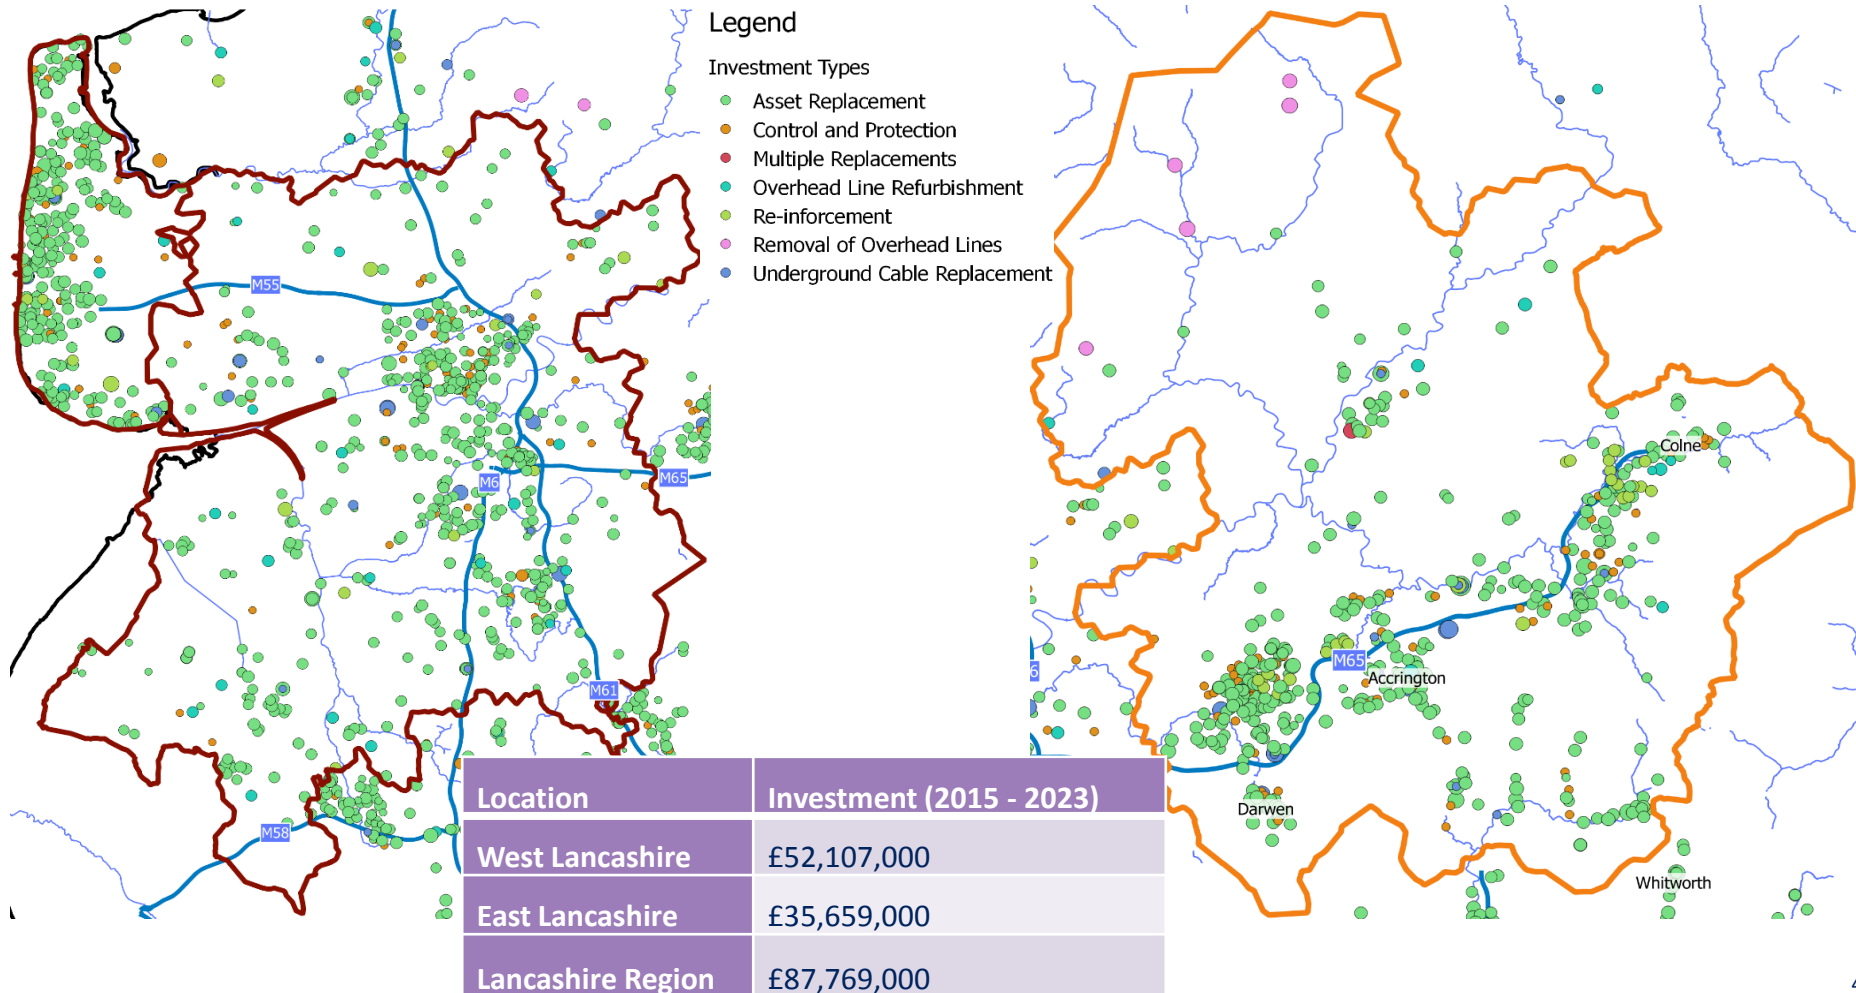 Legend
Investment Types
Asset Replacement
Control and Protection
Multiple Replacements
Overhead Line Refurbishment
Re-inforcement
Removal of Overhead Lines
Underground Cable Replacement
M55
M6
M65
M61
M58
Colne
M65
Accrington
Darwen
Whitworth
6
Location Investment (2015 - 2023)
West Lancashire £52,107,000
East Lancashire £35,659,000
Lancashire Region £87,769,000